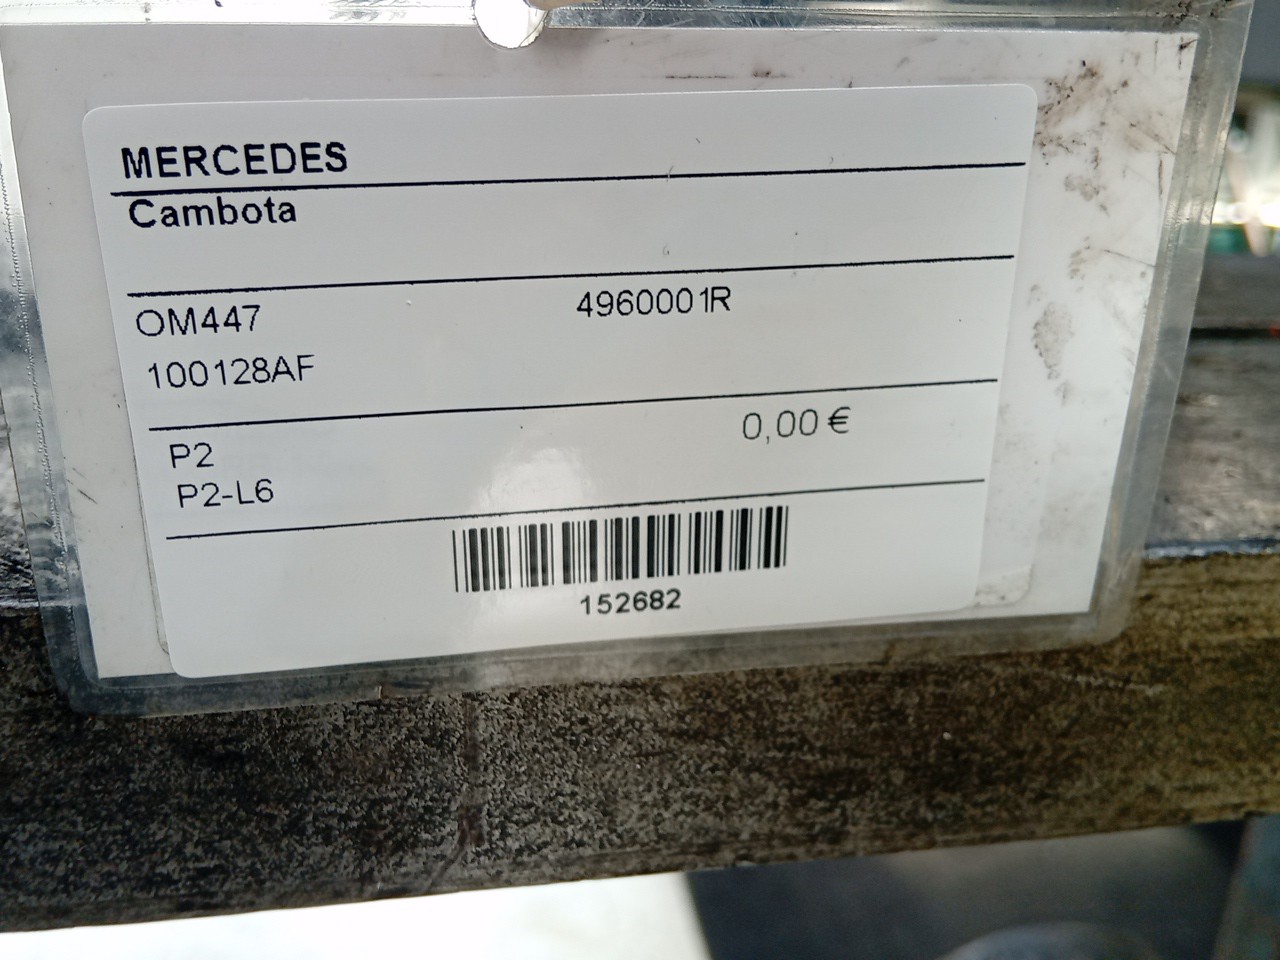 MERCEDES
Cambota
OM447 4960001R
100128AF
P2 0,00 €
P2-L6
152682